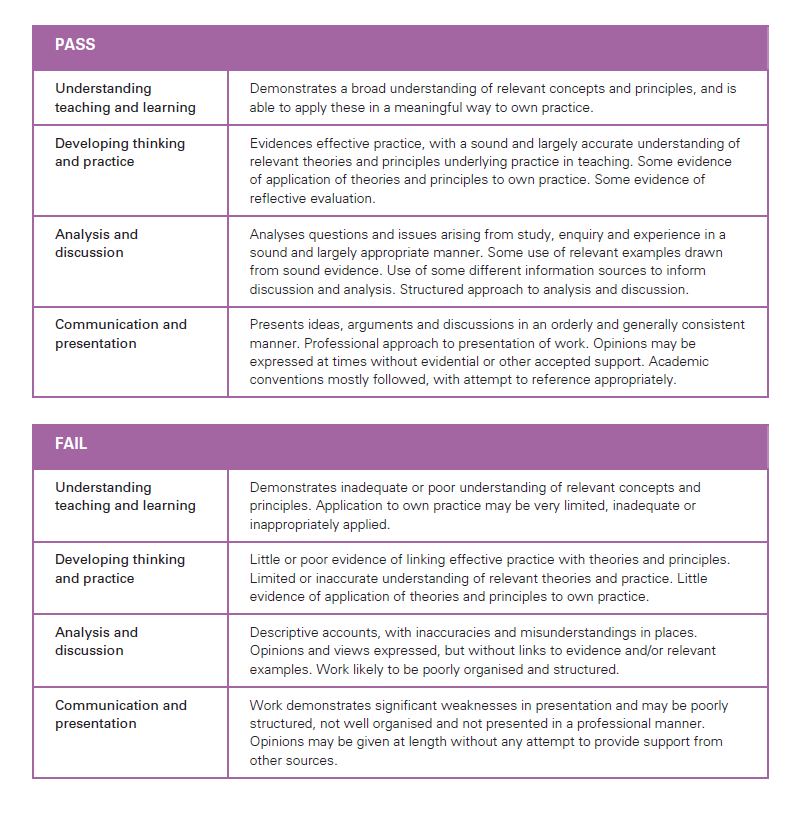 PASS
Understanding
teaching and learning
Demonstrates a broad understanding of relevant concepts and principles, and is
able to apply these in a meaningful way to own practice.
Developing thinking
and practice
Evidences effective practice, with a sound and largely accurate understanding of
relevant theories and principles underlying practice in teaching. Some evidence
of application of theories and principles to own practice. Some evidence of
reflective evaluation.
Analysis and
discussion
Analyses questions and issues arising from study, enquiry and experience in a
sound and largely appropriate manner. Some use of relevant examples drawn
from sound evidence. Use of some different information sources to inform
discussion and analysis. Structured approach to analysis and discussion.
Communication and
presentation
Presents ideas, arguments and discussions in an orderly and generally consistent
manner. Professional approach to presentation of work. Opinions may be
expressed at times without evidential or other accepted support. Academic
conventions mostly followed, with attempt to reference appropriately.
FAIL
Understanding
teaching and learning
Demonstrates inadequate or poor understanding of relevant concepts and
principles. Application to own practice may be very limited, inadequate or
inappropriately applied.
Developing thinking
and practice
Little or poor evidence of linking effective practice with theories and principles.
Limited or inaccurate understanding of relevant theories and practice. Little
evidence of application of theories and principles to own practice.
Analysis and
discussion
Descriptive accounts, with inaccuracies and misunderstandings in places.
Opinions and views expressed, but without links to evidence and/or relevant
examples. Work likely to be poorly organised and structured.
Communication and
presentation
Work demonstrates significant weaknesses in presentation and may be poorly
structured, not well organised and not presented in a professional manner.
Opinions may be given at length without any attempt to provide support from
other sources.